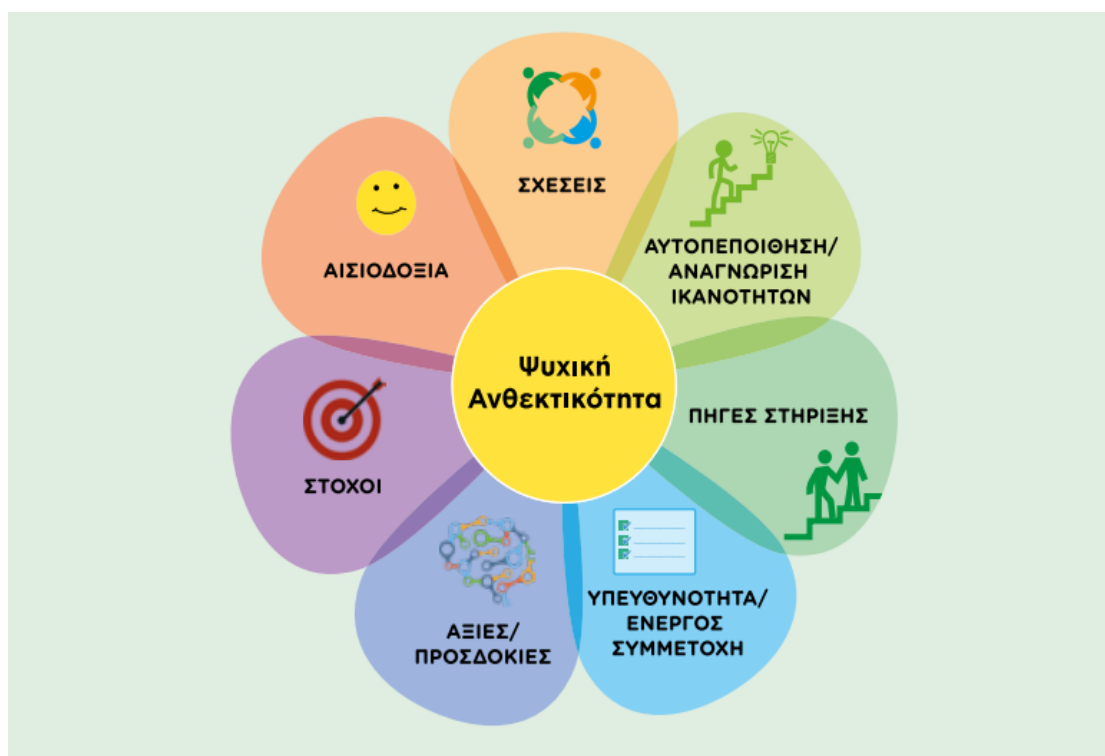 ΣΧΕΣΕΙΣ
ΑΥΤΟΠΕΠΟΙΘΗΣΗ/
ΑΝΑΓΝΩΡΙΣΗ
ΙΚΑΝΟΤΗΤΩΝ
ΠΗΓΕΣ ΣΤΗΡΙΞΗΣ
ΥΠΕΥΘΥΝΟΤΗΤΑ/
ΕΝΕΡΓΟΣ
ΣΥΜΜΕΤΟΧΗ
ΑΞΙΕΣ/
ΠΡΟΣΔΟΚΙΕΣ
ΣΤΟΧΟΙ
ΑΙΣΙΟΔΟΞΙΑ
Ψυχική
Ανθεκτικότητα